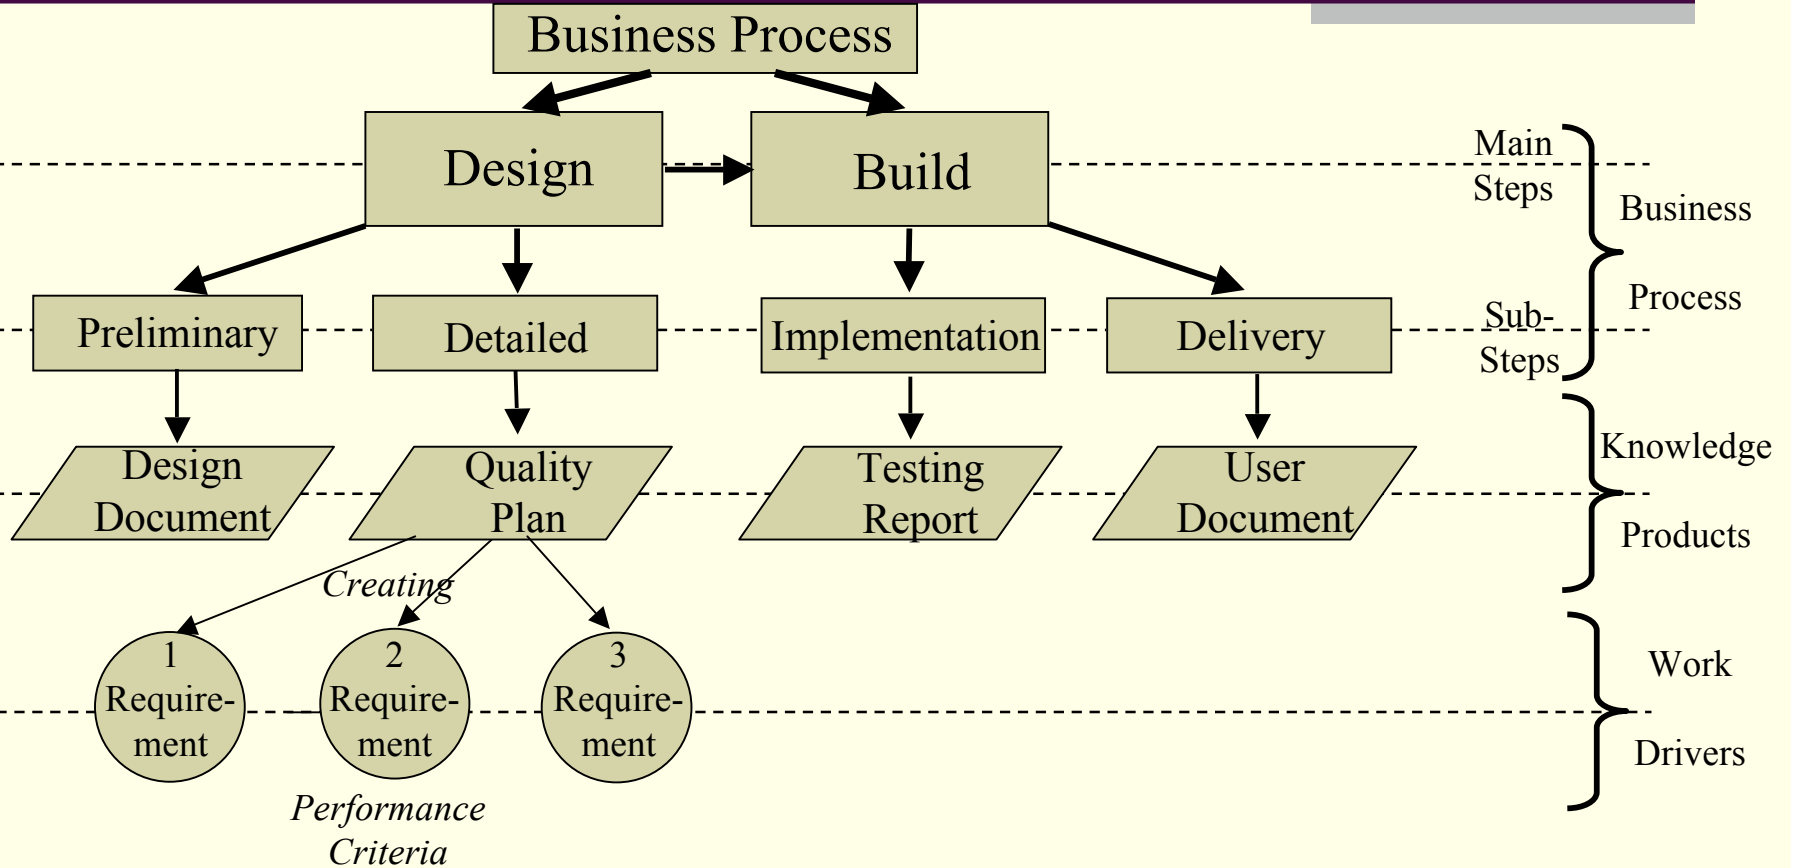 Business Process
Design
Build
Main
Steps
Business
Process
Preliminary
Detailed
Implementation
Delivery
Sub-
Steps
Design
Document
Quality
Plan
Testing
Report
User
Document
Knowledge
Products
Creating
1
Require-
ment
2
Require-
ment
3
Require-
ment
Work
Drivers
Performance
Criteria